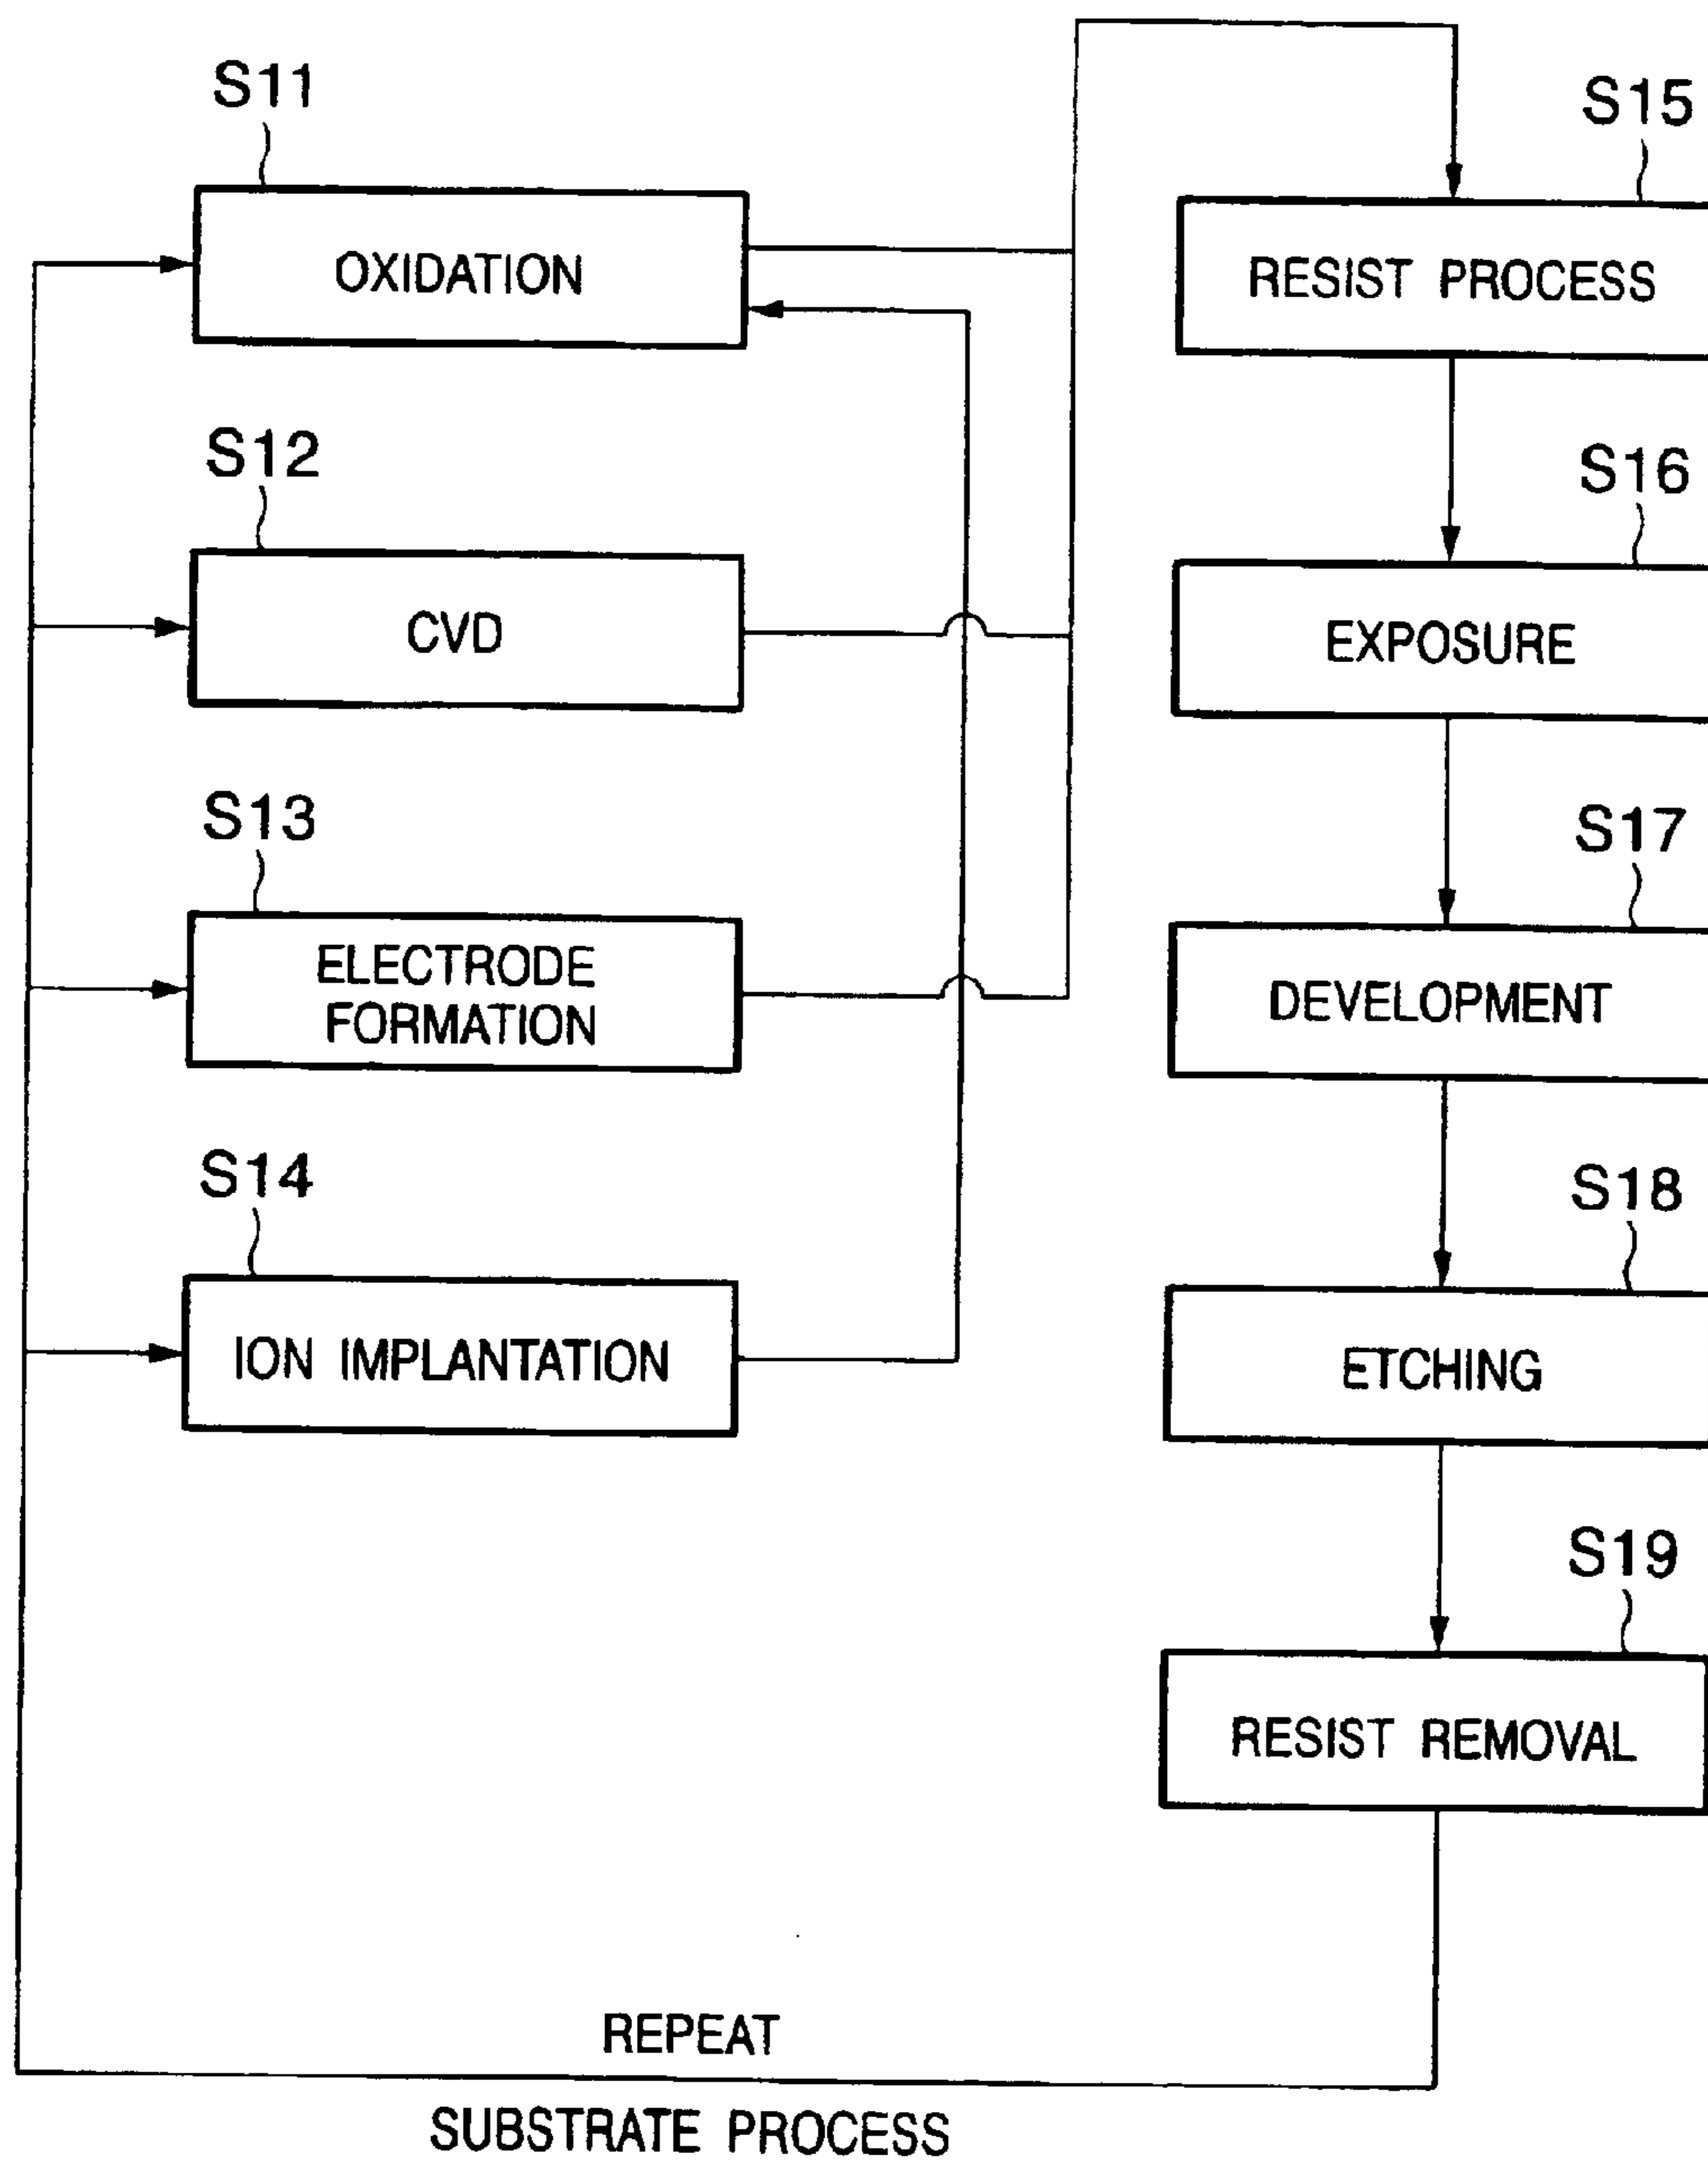 S11
OXIDATION
S12
CVD
S13
ELECTRODE
FORMATION
S14
ION IMPLANTATION
S15
RESIST PROCESS
S16
EXPOSURE
S17
DEVELOPMENT
S18
ETCHING
S19
RESIST REMOVAL
REPEAT
SUBSTRATE PROCESS